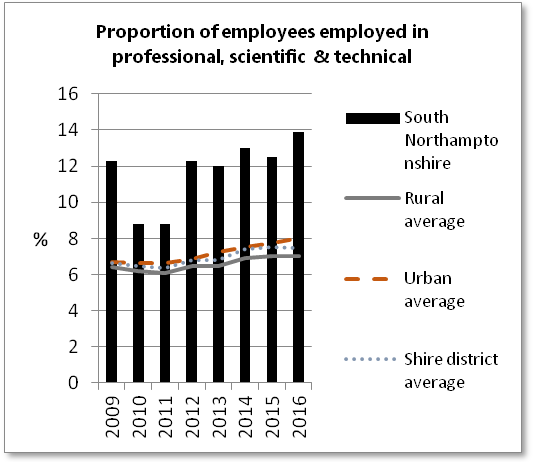 Proportion of employees employed in
professional, scientific & technical
16
14
12
10
8
6
4
2
0
%
2009
2010
2011
2012
2013
2014
2015
2016
South
Northampto
nshire
Rural
average
Urban
average
Shire district
average